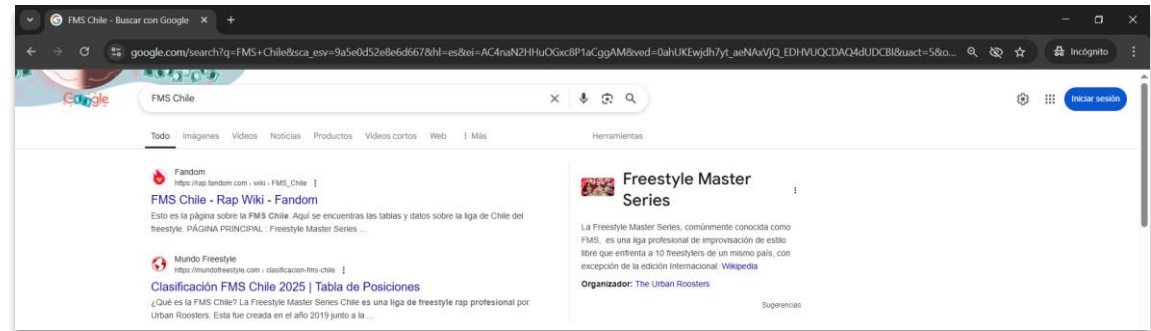 FMS Chile - Buscar con Google
google.com/search?q=FMS+Chile&sca_esv=9a5e0d52e8e6d667&hl=es&ei=AC4naN2HHuOGxc8P1aCggAM&ved=0ahUKEwjdh7yt_aeNAxVjQ_EDHVUQCDAQ4dUDCBI&uact=5&o...
Incógnito
Google
FMS Chile
Iniciar sesión
Todo Imágenes Videos Noticias Productos Videos cortos Web Más Herramientas
Fandom
https://rap.fandom.com › wiki › FMS_Chile
FMS Chile - Rap Wiki - Fandom
Esto es la página sobre la FMS Chile. Aquí se encuentras las tablas y datos sobre la liga de Chile del
freestyle. PÁGINA PRINCIPAL : Freestyle Master Series ...
Mundo Freestyle
https://mundofreestyle.com › clasificacion-fms-chile
Clasificación FMS Chile 2025 | Tabla de Posiciones
¿Qué es la FMS Chile? La Freestyle Master Series Chile es una liga de freestyle rap profesional por
Urban Roosters. Esta fue creada en el año 2019 junto a la ...
Freestyle Master
Series
La Freestyle Master Series, comúnmente conocida como
FMS, es una liga profesional de improvisación de estilo
libre que enfrenta a 10 freestylers de un mismo país, con
excepción de la edición Internacional. Wikipedia
Organizador: The Urban Roosters
Sugerencias